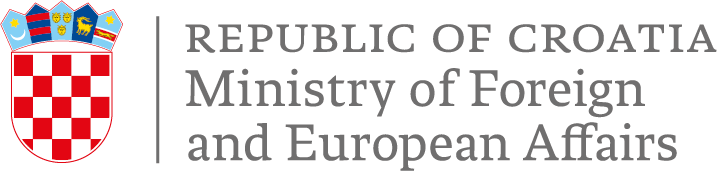 REPUBLIC OF CROATIA
Ministry of Foreign
and European Affairs